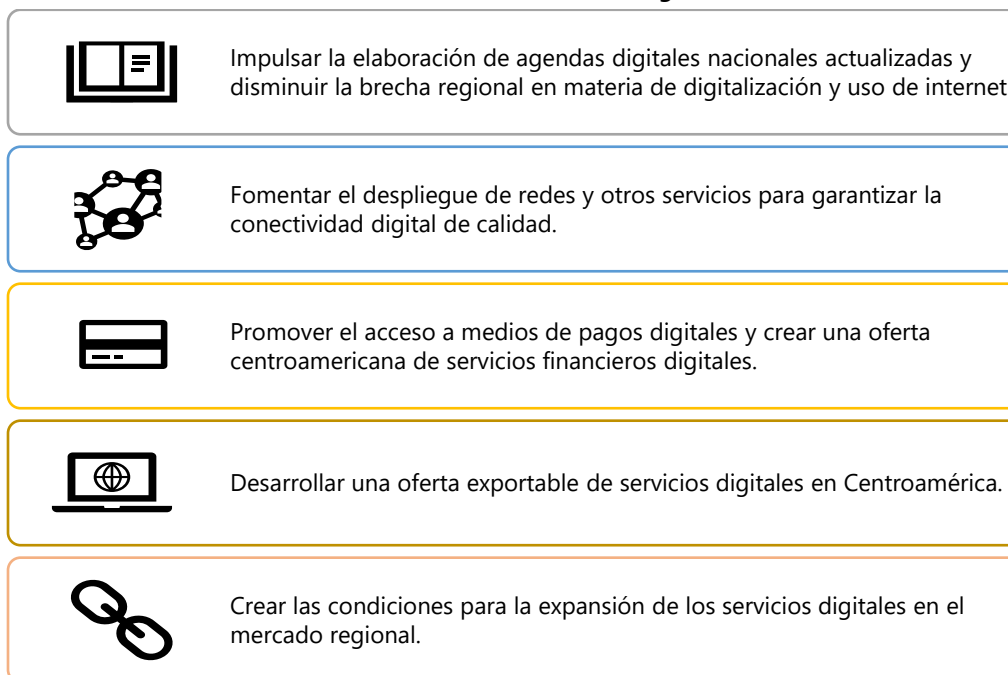 Impulsar la elaboración de agendas digitales nacionales actualizadas y
disminuir la brecha regional en materia de digitalización y uso de internet
Fomentar el despliegue de redes y otros servicios para garantizar la
conectividad digital de calidad.
Promover el acceso a medios de pagos digitales y crear una oferta
centroamericana de servicios financieros digitales.
Desarrollar una oferta exportable de servicios digitales en Centroamérica.
Crear las condiciones para la expansión de los servicios digitales en el
mercado regional.